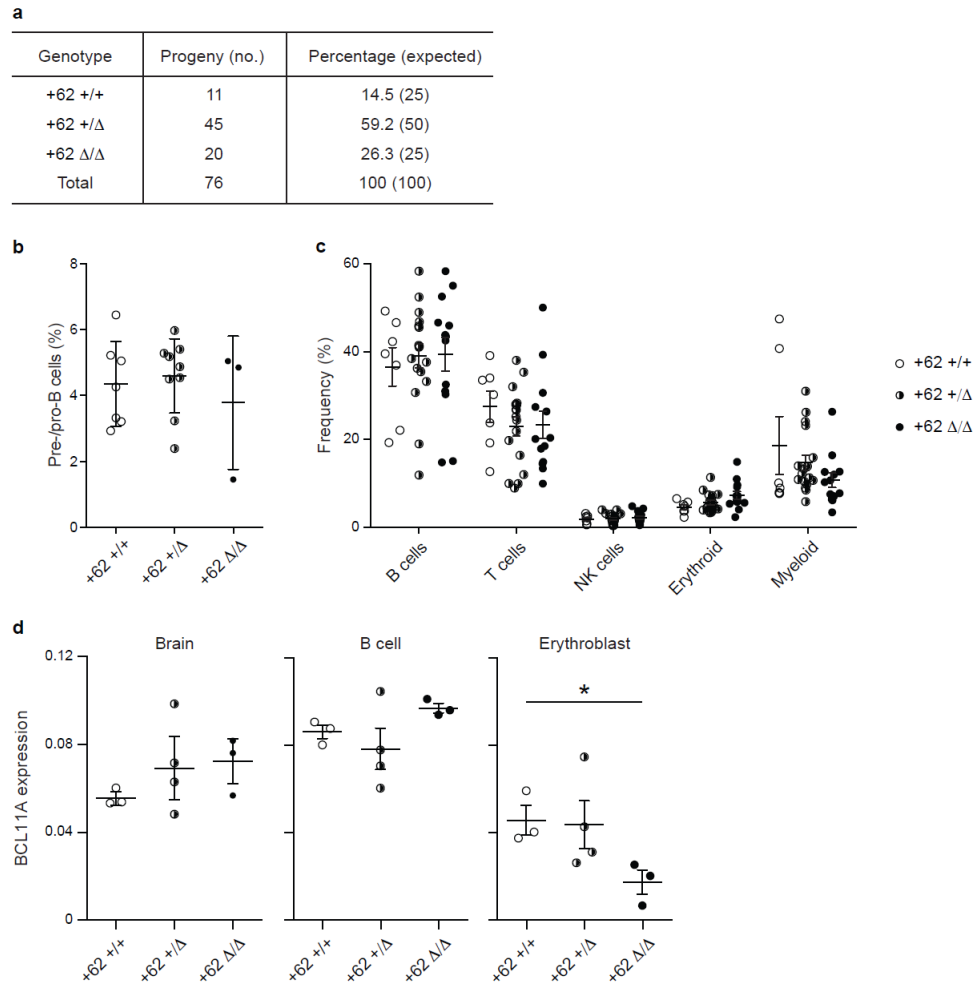 a
Genotype Progeny (no.) Percentage (expected)
+62 +/+ 11 14.5 (25)
+62 +/Δ 45 59.2 (50)
+62 Δ/Δ 20 26.3 (25)
Total 76 100 (100)
b
8
6
4
2
0
Pre-/pro-B cells (%)
+62 +/+
+62 +/Δ
+62 Δ/Δ
c
60
40
20
0
Frequency (%)
B cells
T cells
NK cells
Erythroid
Myeloid
+62 +/+
+62 +/Δ
+62 Δ/Δ
d
Brain B cell Erythroblast
0.12
0.08
0.04
0
BCL11A expression
*
+62 +/+
+62 +/Δ
+62 Δ/Δ
+62 +/+
+62 +/Δ
+62 Δ/Δ
+62 +/+
+62 +/Δ
+62 Δ/Δ